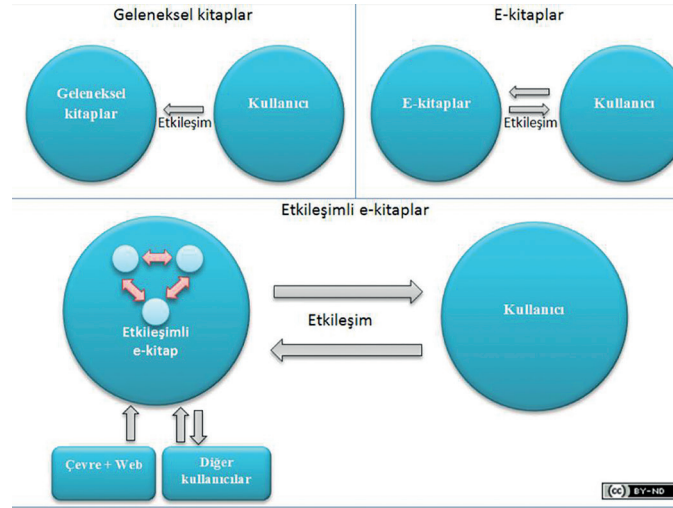 Geleneksel kitaplar
Geleneksel
kitaplar
Etkileşim
Kullanıcı
E-kitaplar
E-kitaplar
Etkileşim
Kullanıcı
Etkileşimli e-kitaplar
Etkileşimli
e-kitap
Etkileşim
Kullanıcı
Çevre + Web
Diğer
kullanıcılar
cc BY-ND